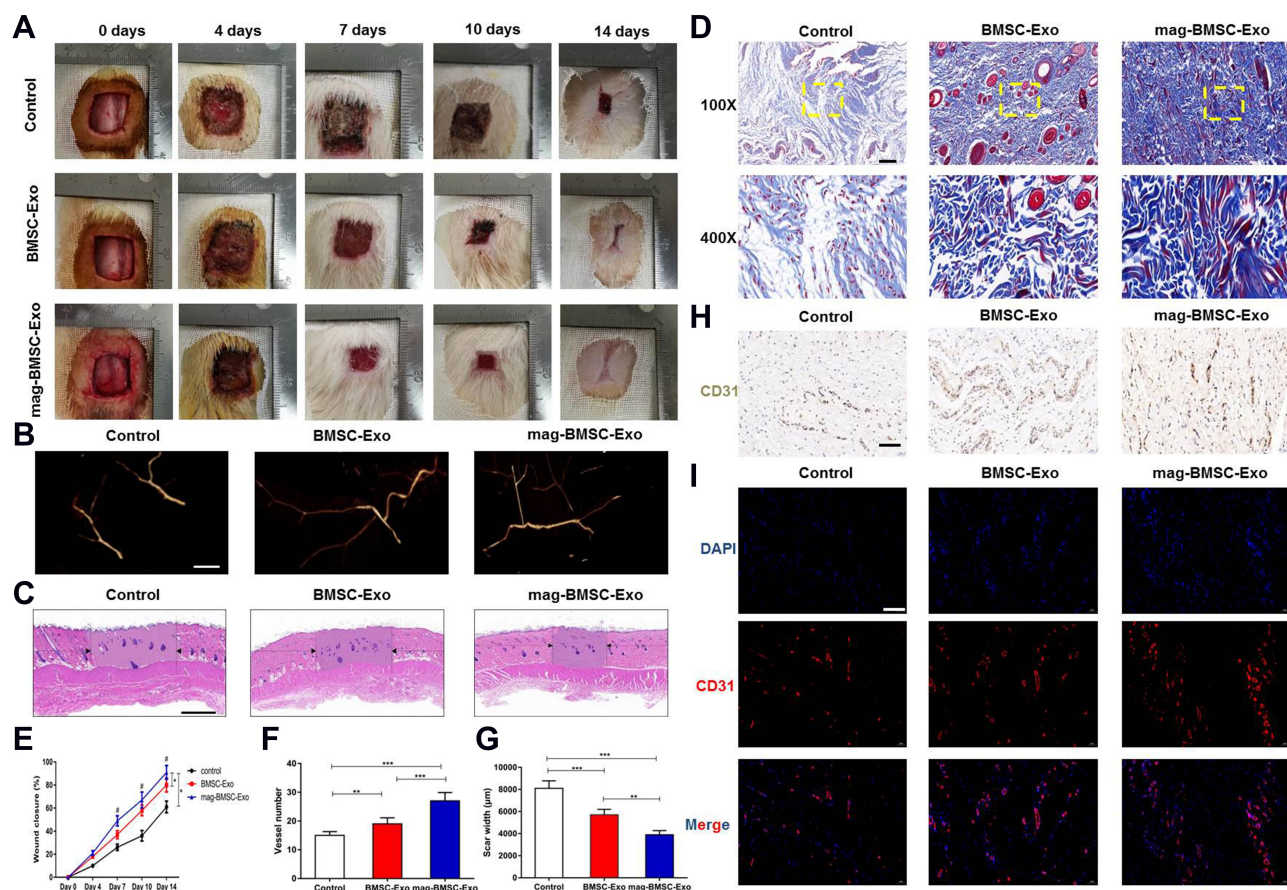 A
0 days
4 days
7 days
10 days
14 days
Control
BMSC-Exo
mag-BMSC-Exo
B
Control
BMSC-Exo
mag-BMSC-Exo
C
Control
BMSC-Exo
mag-BMSC-Exo
E
Wound closure (%)
100
80
60
40
20
0
Day 0
Day 4
Day 7
Day 10
Day 14
#
#
#
*
*
control
BMSC-Exo
mag-BMSC-Exo
F
Vessel number
40
30
20
10
0
***
***
**
Control
BMSC-Exo
mag-BMSC-Exo
G
Scar width (μm)
10000
8000
6000
4000
2000
0
***
***
**
Control
BMSC-Exo
mag-BMSC-Exo
D
Control
BMSC-Exo
mag-BMSC-Exo
100X
400X
H
Control
BMSC-Exo
mag-BMSC-Exo
CD31
I
Control
BMSC-Exo
mag-BMSC-Exo
DAPI
CD31
Merge